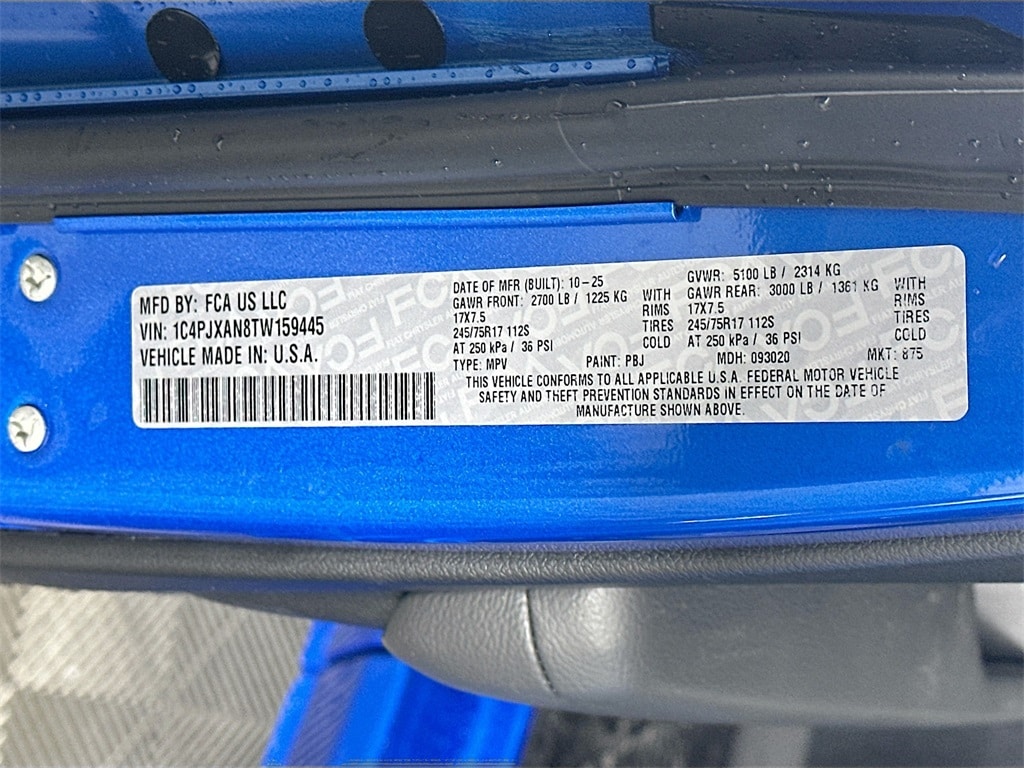 MFD BY: FCA US LLC
VIN: 1C4PJXAN8TW159445
VEHICLE MADE IN: U.S.A.
DATE OF MFR (BUILT): 10-25
GAWR FRONT: 2700 LB / 1225 KG WITH
17X7.5 RIMS
245/75R17 112S TIRES
AT 250 kPa / 36 PSI COLD
GVWR: 5100 LB / 2314 KG
GAWR REAR: 3000 LB / 1361 KG WITH
17X7.5 RIMS
245/75R17 112S TIRES
AT 250 kPa / 36 PSI COLD
TYPE: MPV PAINT: PBJ MDH: 093020 MKT: 875
THIS VEHICLE CONFORMS TO ALL APPLICABLE U.S.A. FEDERAL MOTOR VEHICLE
SAFETY AND THEFT PREVENTION STANDARDS IN EFFECT ON THE DATE OF
MANUFACTURE SHOWN ABOVE.